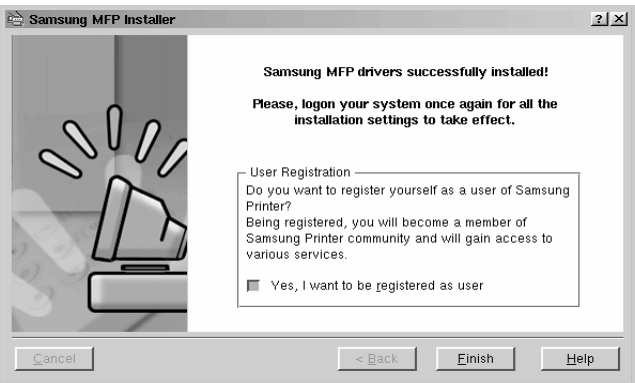 Samsung MFP Installer
Samsung MFP drivers successfully installed!
Please, logon your system once again for all the
installation settings to take effect.
User Registration
Do you want to register yourself as a user of Samsung
Printer?
Being registered, you will become a member of
Samsung Printer community and will gain access to
various services.
Yes, I want to be registered as user
Cancel
< Back
Finish
Help